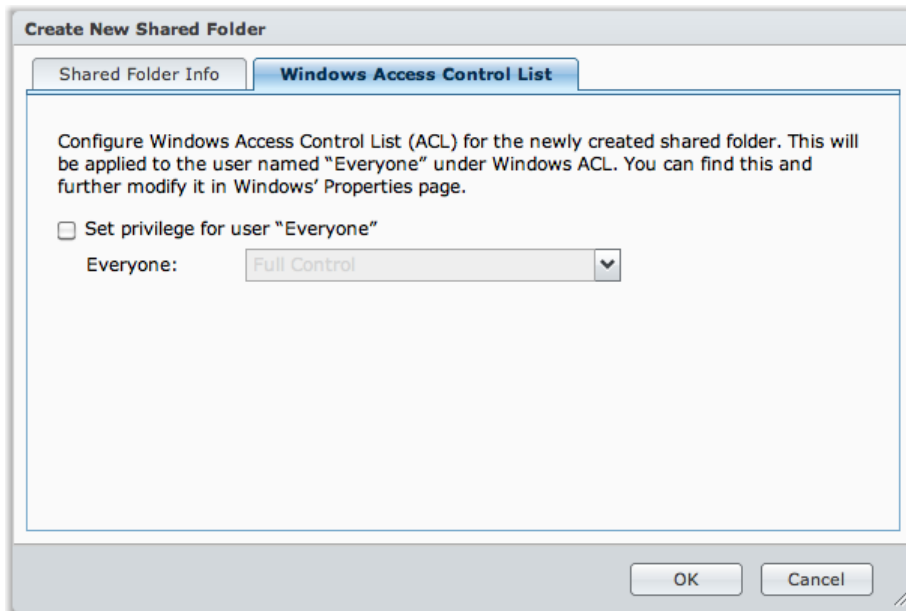 Create New Shared Folder
Shared Folder Info
Windows Access Control List
Configure Windows Access Control List (ACL) for the newly created shared folder. This will
be applied to the user named “Everyone” under Windows ACL. You can find this and
further modify it in Windows’ Properties page.
Set privilege for user “Everyone”
Everyone:
Full Control
OK
Cancel